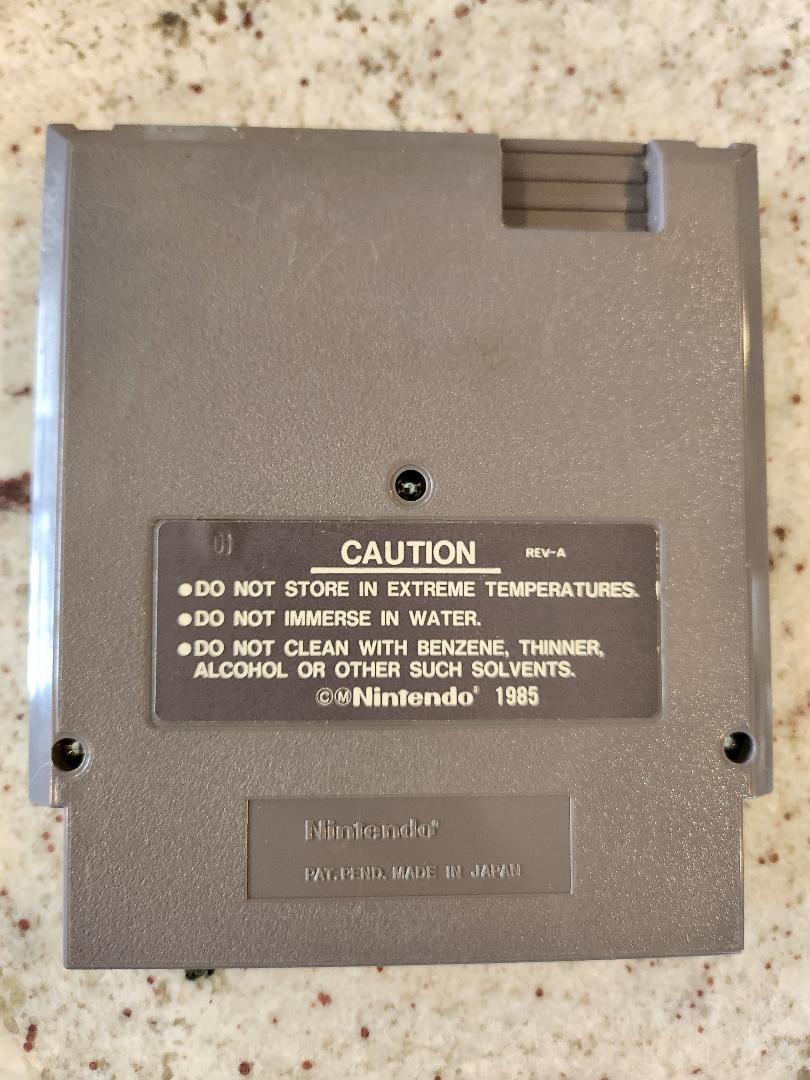 01
CAUTION REV-A
●DO NOT STORE IN EXTREME TEMPERATURES.
●DO NOT IMMERSE IN WATER.
●DO NOT CLEAN WITH BENZENE, THINNER,
ALCOHOL OR OTHER SUCH SOLVENTS.
©Ⓜ Nintendo® 1985
Nintendo®
PAT. PEND. MADE IN JAPAN